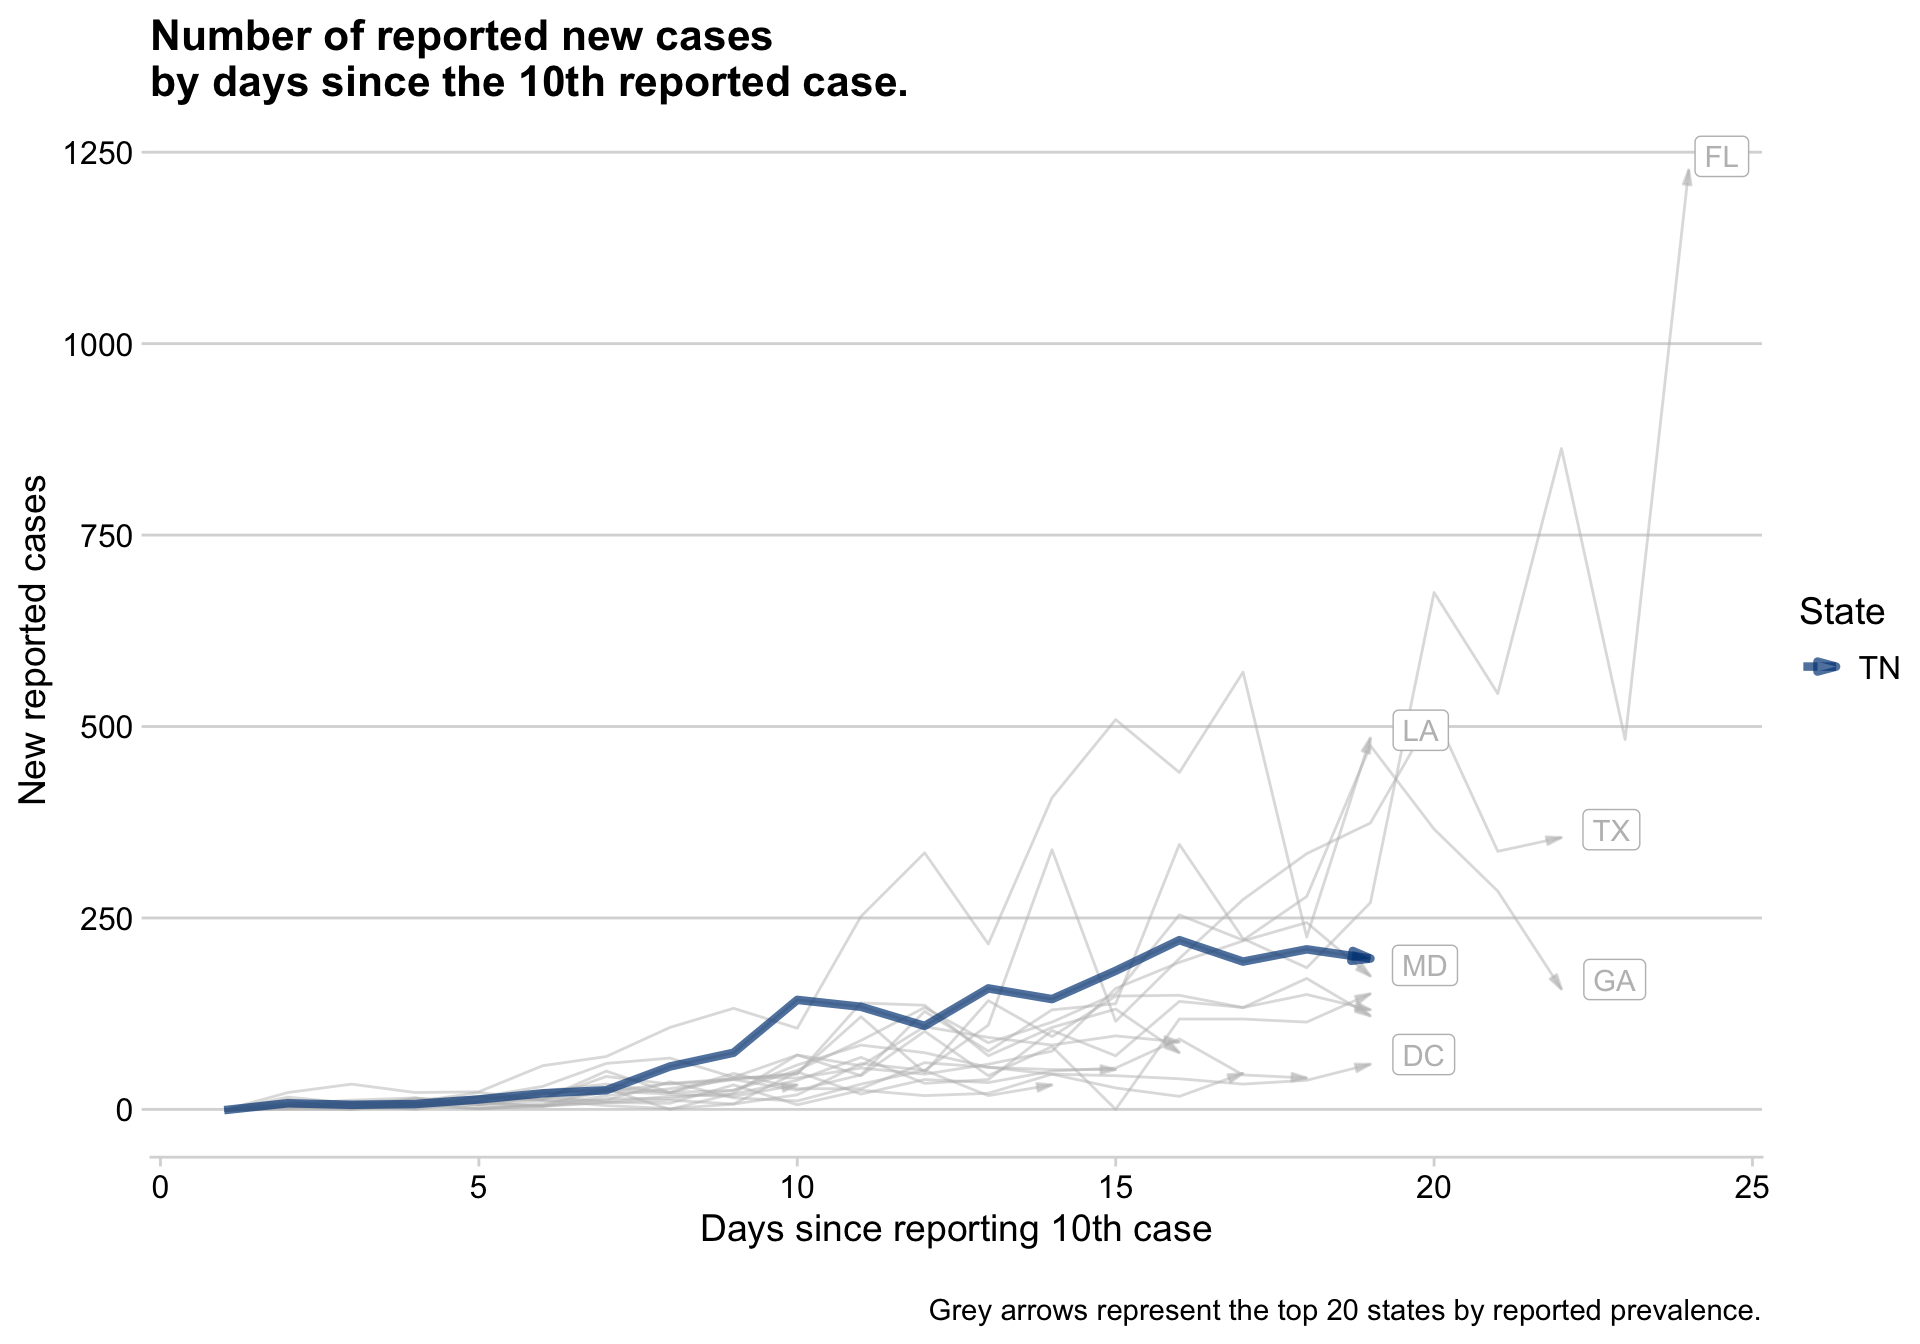 Number of reported new cases
by days since the 10th reported case.
New reported cases
1250
1000
750
500
250
0
FL
LA
TX
MD
GA
DC
State
TN
0 5 10 15 20 25
Days since reporting 10th case
Grey arrows represent the top 20 states by reported prevalence.